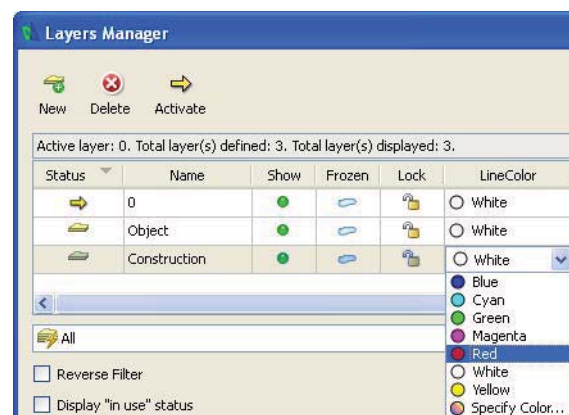 Layers Manager
New Delete Activate
Active layer: 0. Total layer(s) defined: 3. Total layer(s) displayed: 3.
Status Name Show Frozen Lock LineColor
0 White
Object White
Construction White
Blue
Cyan
Green
Magenta
Red
White
Yellow
Specify Color...
All
Reverse Filter
Display "in use" status